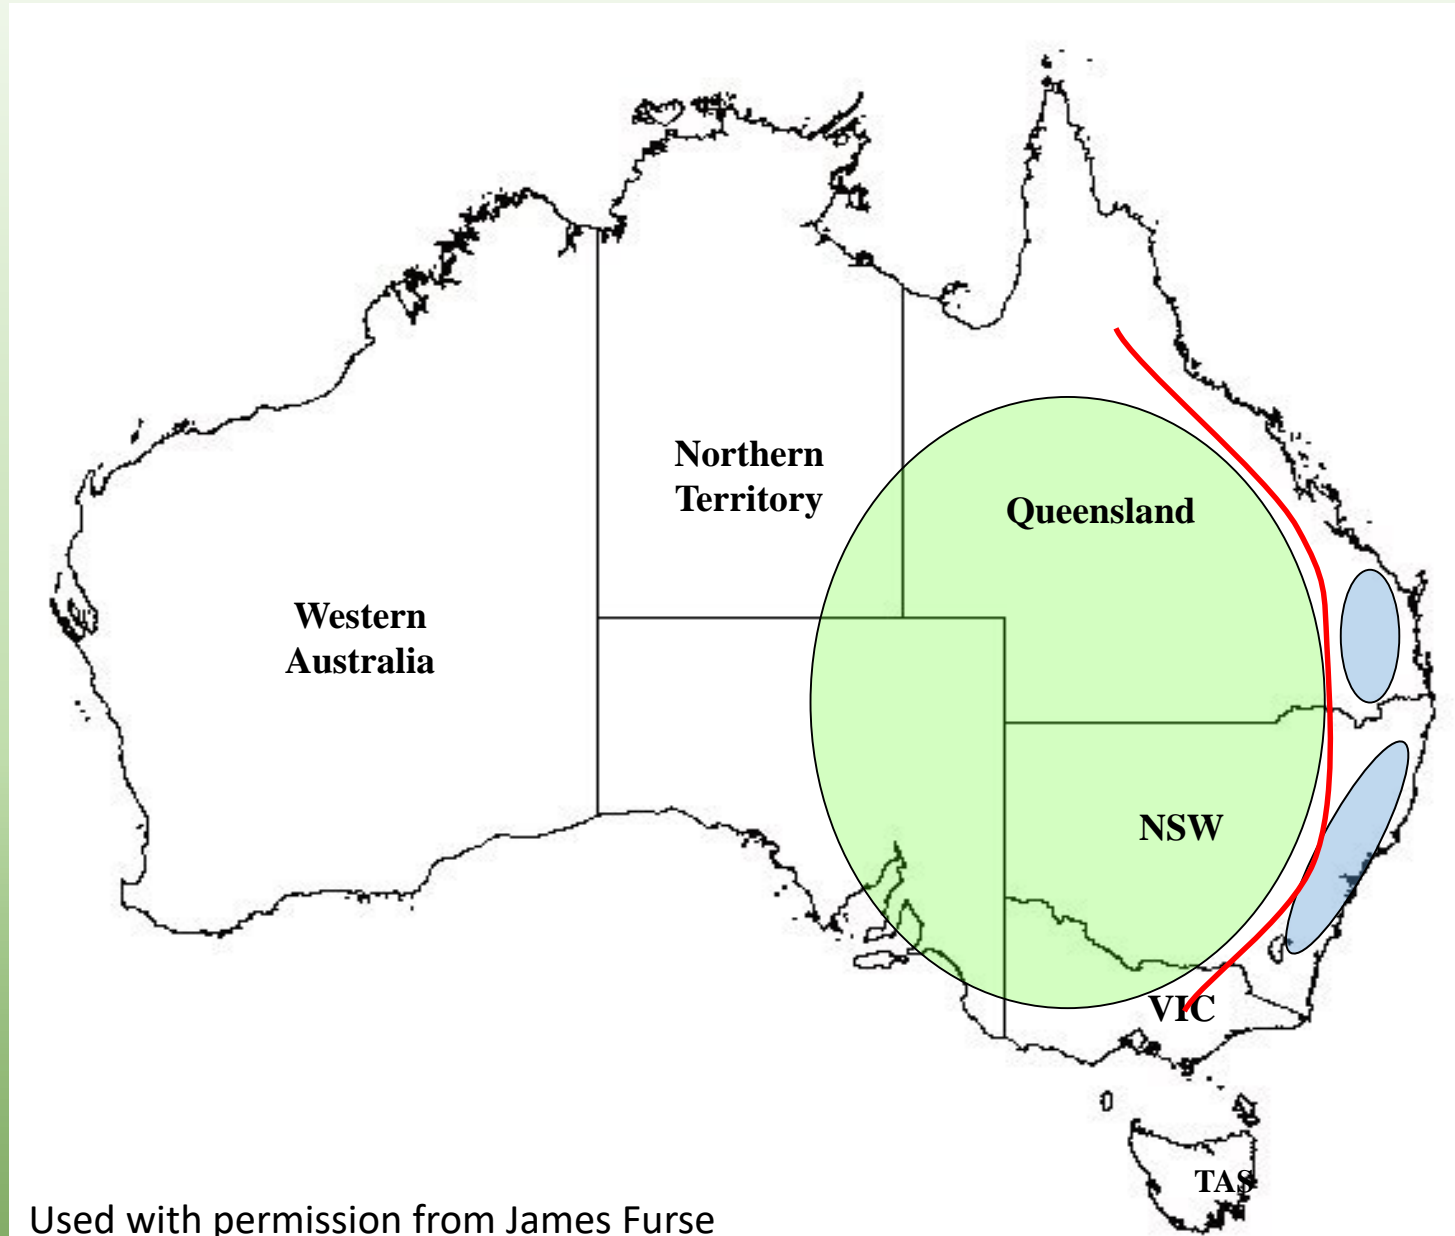 Northern
Territory
Queensland
Western
Australia
NSW
VIC
TAS
Used with permission from James Furse